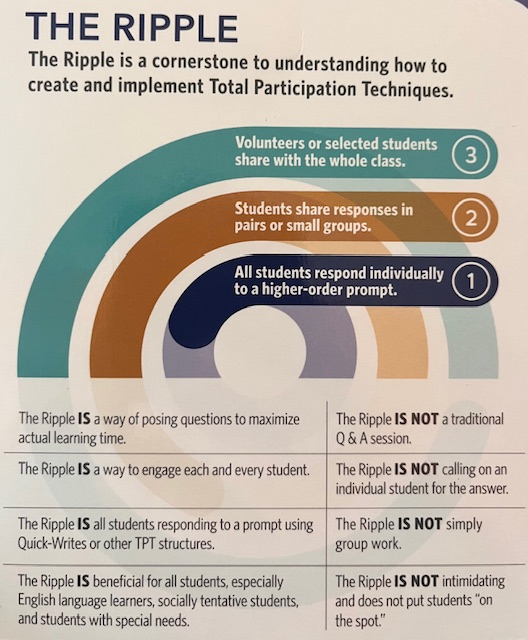 THE RIPPLE
The Ripple is a cornerstone to understanding how to
create and implement Total Participation Techniques.
Volunteers or selected students
share with the whole class.
3
Students share responses in
pairs or small groups.
2
All students respond individually
to a higher-order prompt.
1
The Ripple IS a way of posing questions to maximize
actual learning time.
The Ripple IS NOT a traditional
Q & A session.
The Ripple IS a way to engage each and every student.
The Ripple IS NOT calling on an
individual student for the answer.
The Ripple IS all students responding to a prompt using
Quick-Writes or other TPT structures.
The Ripple IS NOT simply
group work.
The Ripple IS beneficial for all students, especially
English language learners, socially tentative students,
and students with special needs.
The Ripple IS NOT intimidating
and does not put students "on
the spot."